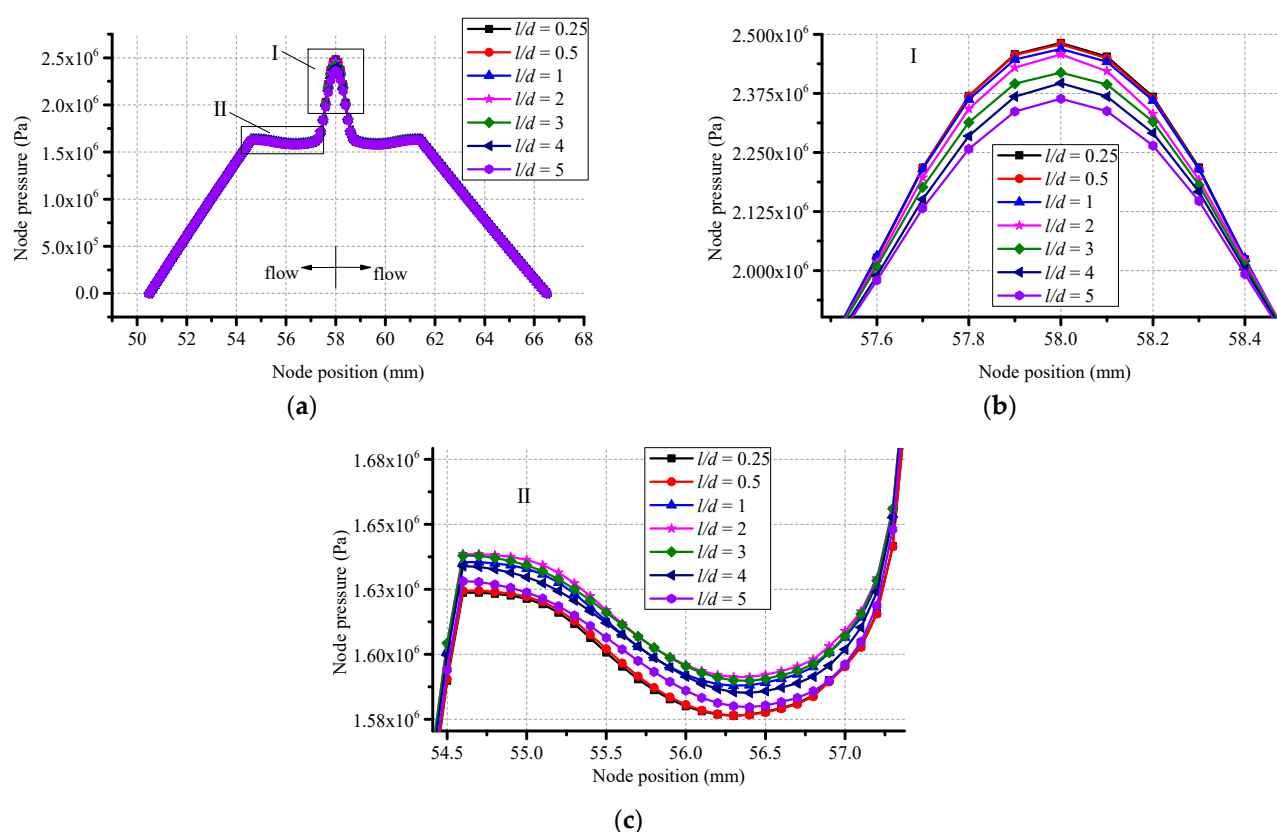 l/d = 0.25
l/d = 0.5
l/d = 1
l/d = 2
l/d = 3
l/d = 4
l/d = 5
I
II
flow
flow
2.5x10⁶
2.0x10⁶
1.5x10⁶
1.0x10⁶
5.0x10⁵
0.0
Node pressure (Pa)
50 52 54 56 58 60 62 64 66 68
Node position (mm)
(a)
I
2.500x10⁶
2.375x10⁶
2.250x10⁶
2.125x10⁶
2.000x10⁶
Node pressure (Pa)
l/d = 0.25
l/d = 0.5
l/d = 1
l/d = 2
l/d = 3
l/d = 4
l/d = 5
57.6 57.8 58.0 58.2 58.4
Node position (mm)
(b)
II
1.68x10⁶
1.65x10⁶
1.63x10⁶
1.60x10⁶
1.58x10⁶
Node pressure (Pa)
l/d = 0.25
l/d = 0.5
l/d = 1
l/d = 2
l/d = 3
l/d = 4
l/d = 5
54.5 55.0 55.5 56.0 56.5 57.0
Node position (mm)
(c)